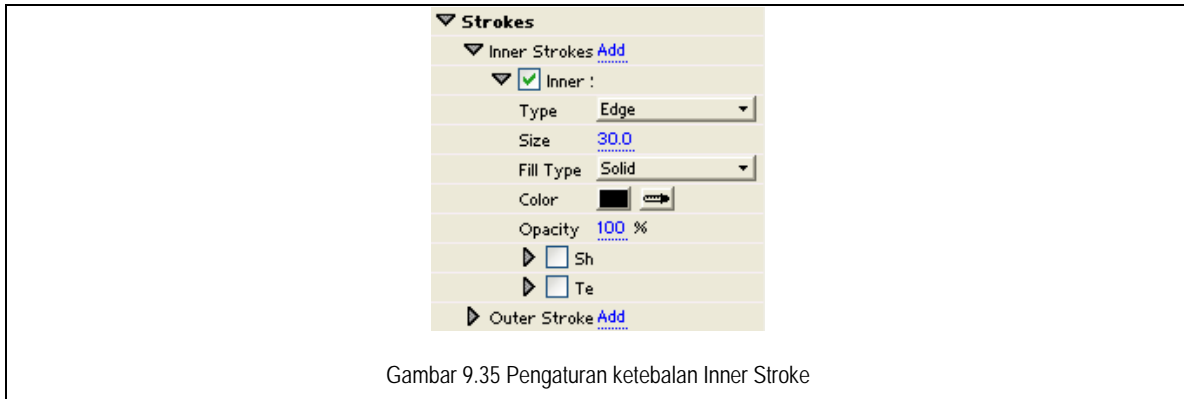 Strokes
Inner Strokes Add
Inner :
Type Edge
Size 30.0
Fill Type Solid
Color
Opacity 100 %
Sh
Te
Outer Stroke Add
Gambar 9.35 Pengaturan ketebalan Inner Stroke